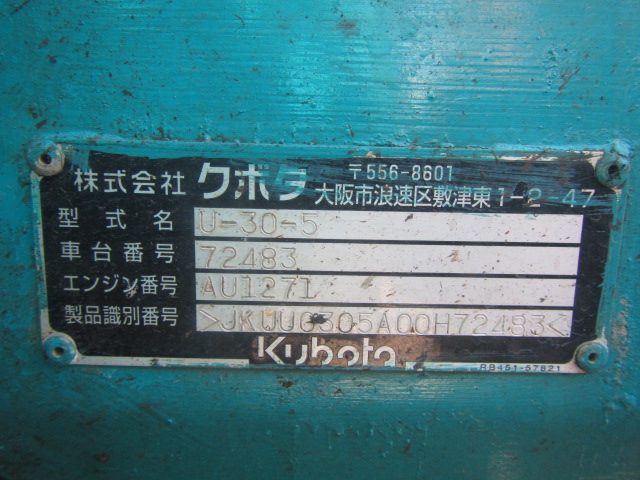 株式会社 クボタ 〒556-8601
大阪市浪速区敷津東1-2-47
型式名 U-30-5
車台番号 72483
エンジン番号 AU1271
製品識別番号 >JKUU0305A00H72483<
Kubota
RB451-57821